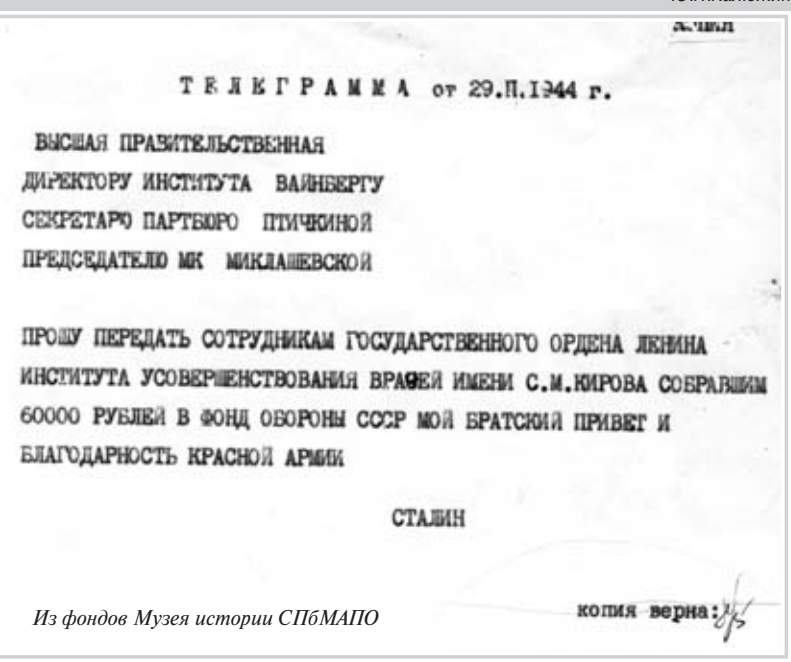 ТЕЛЕГРАММА от 29.II.1944 г.
ВЫСШАЯ ПРАВИТЕЛЬСТВЕННАЯ
ДИРЕКТОРУ ИНСТИТУТА ВАЙНБЕРГУ
СЕКРЕТАРЮ ПАРТБЮРО ПТИЧКИНОЙ
ПРЕДСЕДАТЕЛЮ МК МИКЛАШЕВСКОЙ
ПРОШУ ПЕРЕДАТЬ СОТРУДНИКАМ ГОСУДАРСТВЕННОГО ОРДЕНА ЛЕНИНА
ИНСТИТУТА УСОВЕРШЕНСТВОВАНИЯ ВРАЧЕЙ ИМЕНИ С.М.КИРОВА СОБРАВШИМ
60000 РУБЛЕЙ В ФОНД ОБОРОНЫ СССР МОЙ БРАТСКИЙ ПРИВЕТ И
БЛАГОДАРНОСТЬ КРАСНОЙ АРМИИ
СТАЛИН
копия верна:
Из фондов Музея истории СПбМАПО